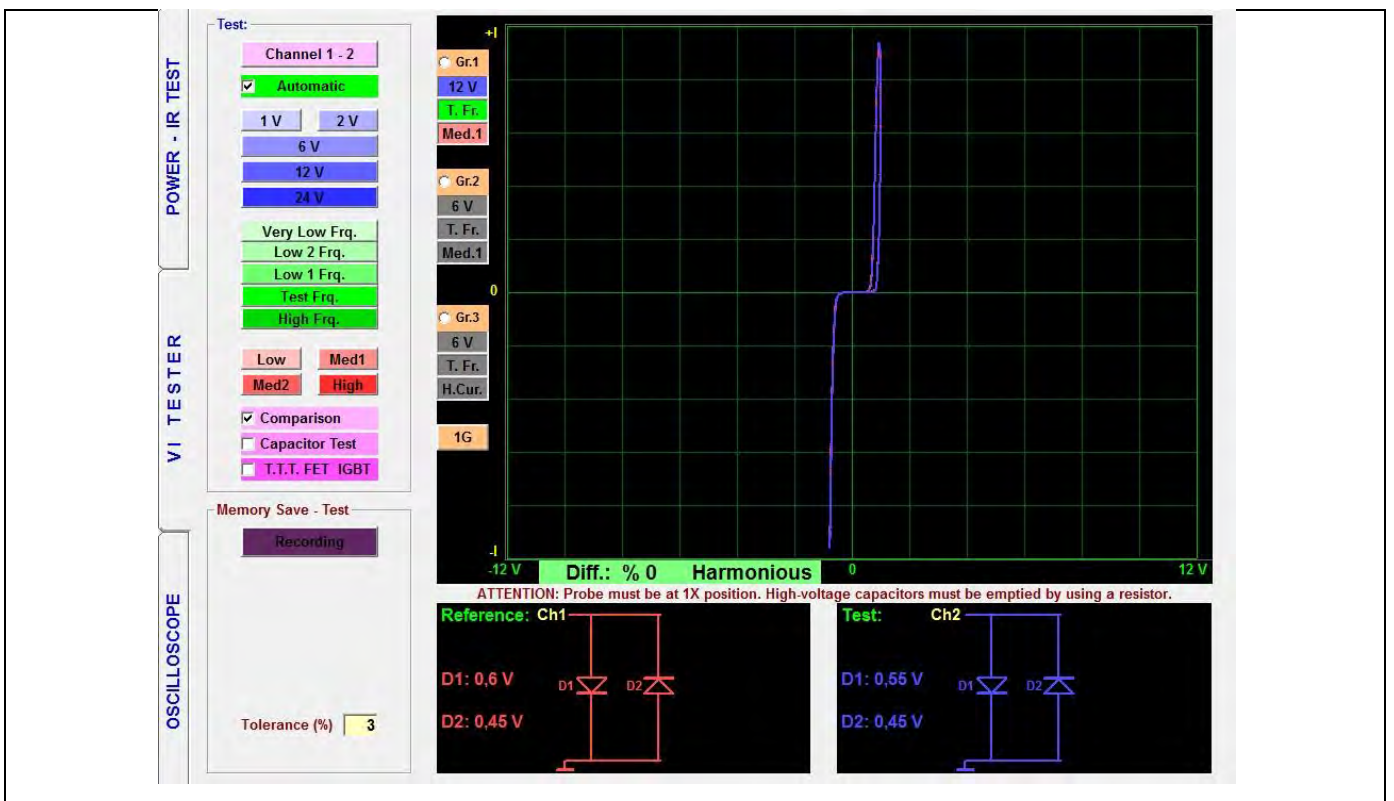 POWER - IR TEST
VI TESTER
OSCILLOSCOPE
Test:
Channel 1 - 2
Automatic
1 V 2 V
6 V
12 V
24 V
Very Low Frq.
Low 2 Frq.
Low 1 Frq.
Test Frq.
High Frq.
Low Med1
Med2 High
Comparison
Capacitor Test
T.T.T. FET IGBT
Memory Save - Test
Recording
Tolerance (%) 3
Gr.1
12 V
T. Fr.
Med.1
Gr.2
6 V
T. Fr.
Med.1
Gr.3
6 V
T. Fr.
H.Cur.
1G
+I
0
-I
-12 V 0 12 V
Diff.: % 0 Harmonious
ATTENTION: Probe must be at 1X position. High-voltage capacitors must be emptied by using a resistor.
Reference: Ch1
D1: 0,6 V
D2: 0,45 V
D1 D2
Test: Ch2
D1: 0,55 V
D2: 0,45 V
D1 D2